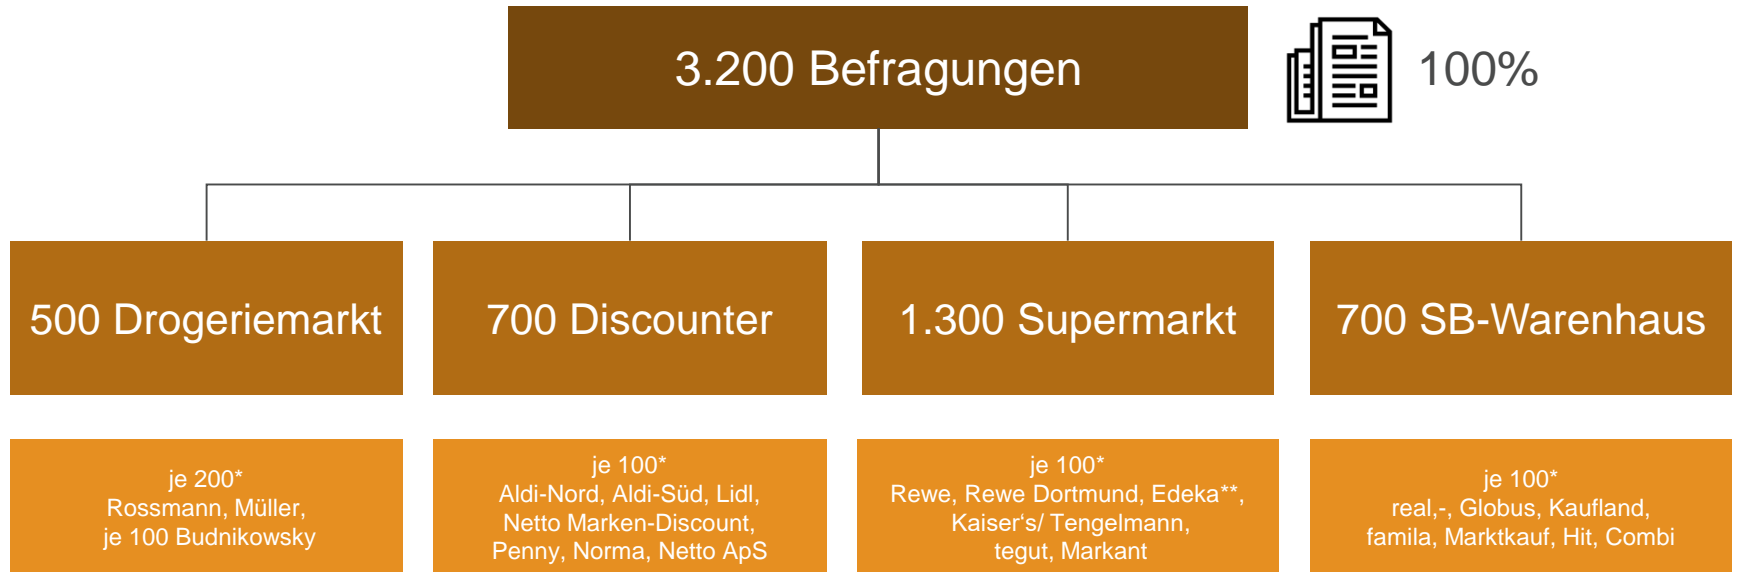 3.200 Befragungen
100%
500 Drogeriemarkt
700 Discounter
1.300 Supermarkt
700 SB-Warenhaus
je 200*
Rossmann, Müller,
je 100 Budnikowsky
je 100*
Aldi-Nord, Aldi-Süd, Lidl,
Netto Marken-Discount,
Penny, Norma, Netto ApS
je 100*
Rewe, Rewe Dortmund, Edeka**,
Kaiser‘s/ Tengelmann,
tegut, Markant
je 100*
real,-, Globus, Kaufland,
famila, Marktkauf, Hit, Combi